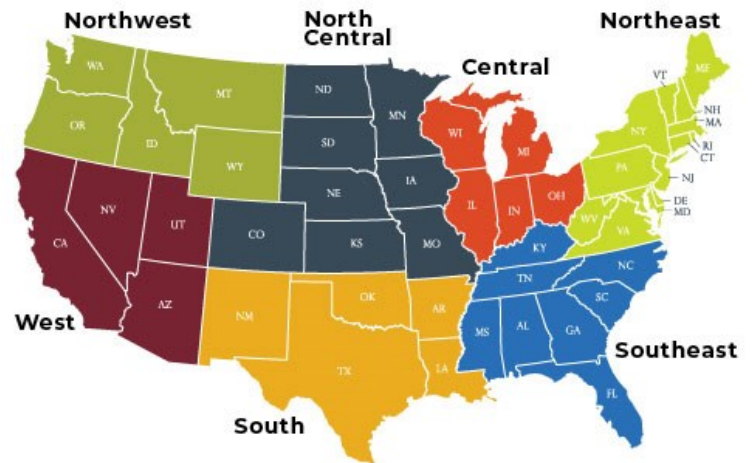 Northwest
North
Central
Northeast
Central
WA
MT
ND
MN
VT
ME
NH
MA
OR
ID
SD
WI
MI
NY
RI
CT
WY
NE
IA
PA
NJ
NV
UT
CO
KS
MO
IL
IN
OH
WV
VA
DE
MD
CA
KY
AZ
NM
OK
AR
TN
NC
SC
West
TX
LA
MS
AL
GA
Southeast
FL
South